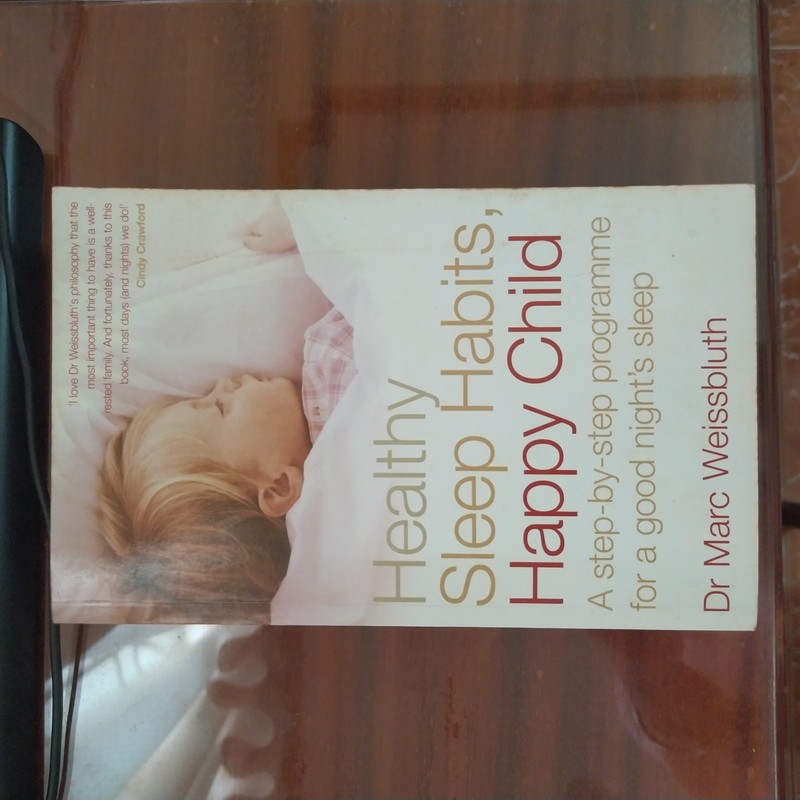 'I love Dr Weissbluth's philosophy that the
most important thing to have is a well-
rested family. And fortunately, thanks to this
book, most days (and nights) we do!'
Cindy Crawford
Healthy
Sleep Habits,
Happy Child
A step-by-step programme
for a good night's sleep
Dr Marc Weissbluth